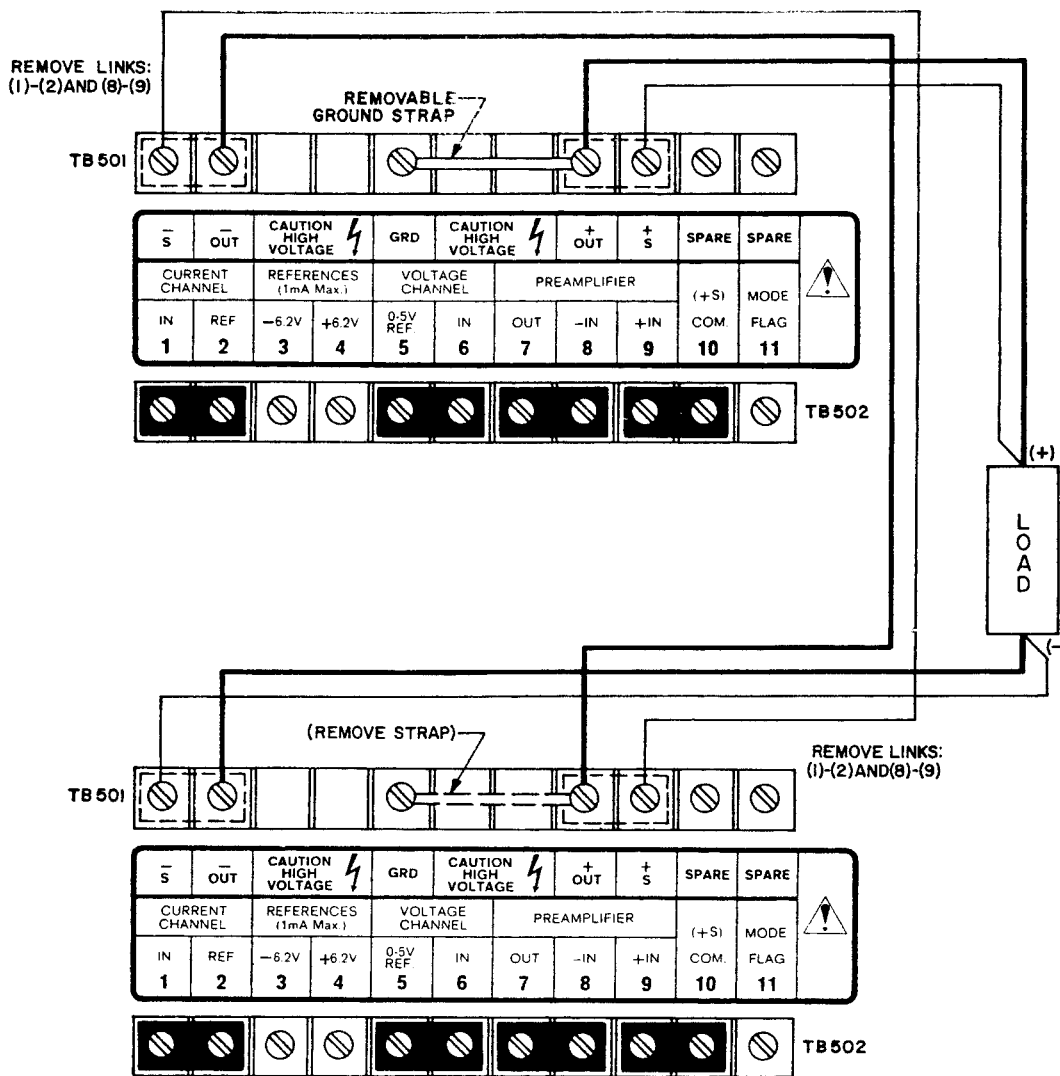 REMOVE LINKS:
(1)-(2)AND(8)-(9)
REMOVABLE
GROUND STRAP
TB501
– S
– OUT
CAUTION
HIGH
VOLTAGE
GRD
CAUTION
HIGH
VOLTAGE
+ OUT
+ S
SPARE
SPARE
CURRENT
CHANNEL
REFERENCES
(1mA Max.)
VOLTAGE
CHANNEL
PREAMPLIFIER
(+S)
MODE
IN
REF
–6.2V
+6.2V
0-5V
REF.
IN
OUT
–IN
+IN
COM.
FLAG
1 2 3 4 5 6 7 8 9 10 11
!
TB502
(+)
LOAD
(-
(REMOVE STRAP)
REMOVE LINKS:
(1)-(2)AND(8)-(9)
TB501
– S
– OUT
CAUTION
HIGH
VOLTAGE
GRD
CAUTION
HIGH
VOLTAGE
+ OUT
+ S
SPARE
SPARE
CURRENT
CHANNEL
REFERENCES
(1mA Max.)
VOLTAGE
CHANNEL
PREAMPLIFIER
(+S)
MODE
IN
REF
–6.2V
+6.2V
0-5V
REF.
IN
OUT
–IN
+IN
COM.
FLAG
1 2 3 4 5 6 7 8 9 10 11
!
TB502